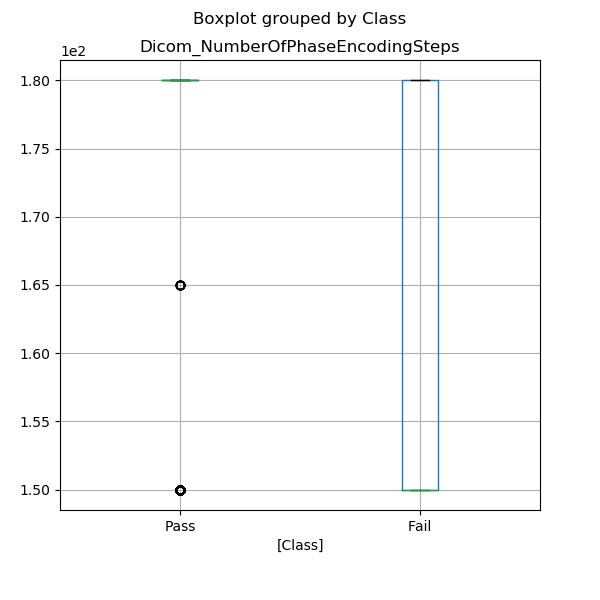 Boxplot grouped by Class
Dicom_NumberOfPhaseEncodingSteps
1e2
1.80
1.75
1.70
1.65
1.60
1.55
1.50
Pass
Fail
[Class]